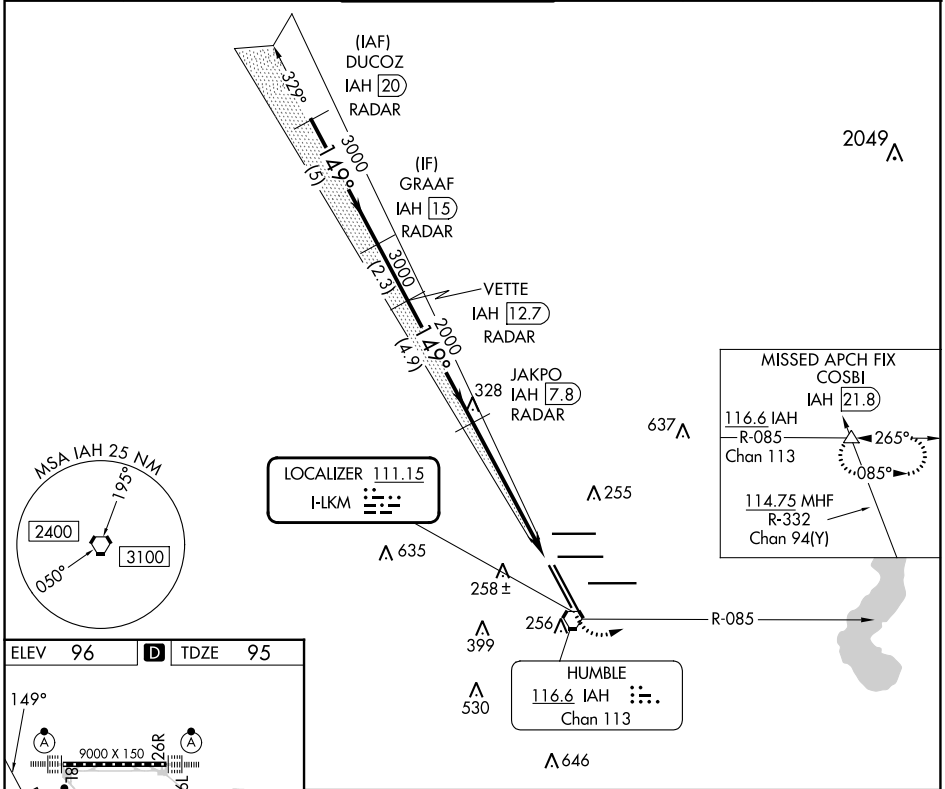 (IAF)
DUCOZ
IAH 20
RADAR
329°
3000
149°
(5)
(IF)
GRAAF
IAH 15
RADAR
2049
3000
(2.3)
VETTE
IAH 12.7
RADAR
2000
149°
(4.9)
JAKPO
IAH 7.8
RADAR
328
637
MISSED APCH FIX
COSBI
IAH 21.8
116.6 IAH
R-085
Chan 113
265°
085°
114.75 MHF
R-332
Chan 94(Y)
MSA IAH 25 NM
195°
2400
3100
050°
LOCALIZER 111.15
I-LKM
255
635
258 ±
256
399
R-085
530
HUMBLE
116.6 IAH
Chan 113
646
ELEV 96 D TDZE 95
149°
A
A
9000 X 150
26R
18
6L